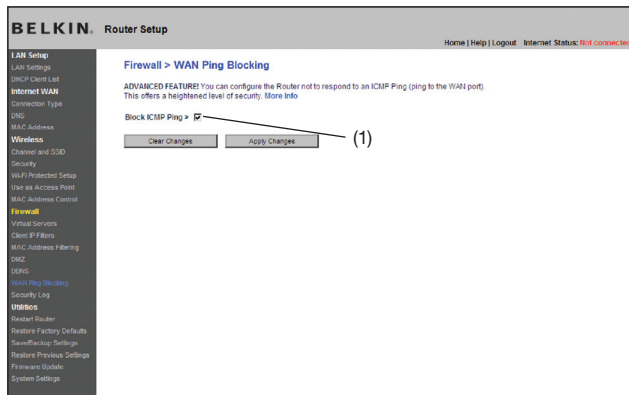 BELKIN. Router Setup
Home | Help | Logout Internet Status: Not connected
LAN Setup
LAN Settings
DHCP Client List
Internet WAN
Connection Type
DNS
MAC Address
Wireless
Channel and SSID
Security
Wi-Fi Protected Setup
Use as Access Point
MAC Address Control
Firewall
Virtual Servers
Client IP Filters
MAC Address Filtering
DMZ
DDNS
WAN Ping Blocking
Security Log
Utilities
Restart Router
Restore Factory Defaults
Save/Backup Settings
Restore Previous Settings
Firmware Update
System Settings
Firewall > WAN Ping Blocking
ADVANCED FEATURE! You can configure the Router not to respond to an ICMP Ping (ping to the WAN port).
This offers a heightened level of security. More Info
Block ICMP Ping >
(1)
Clear Changes Apply Changes